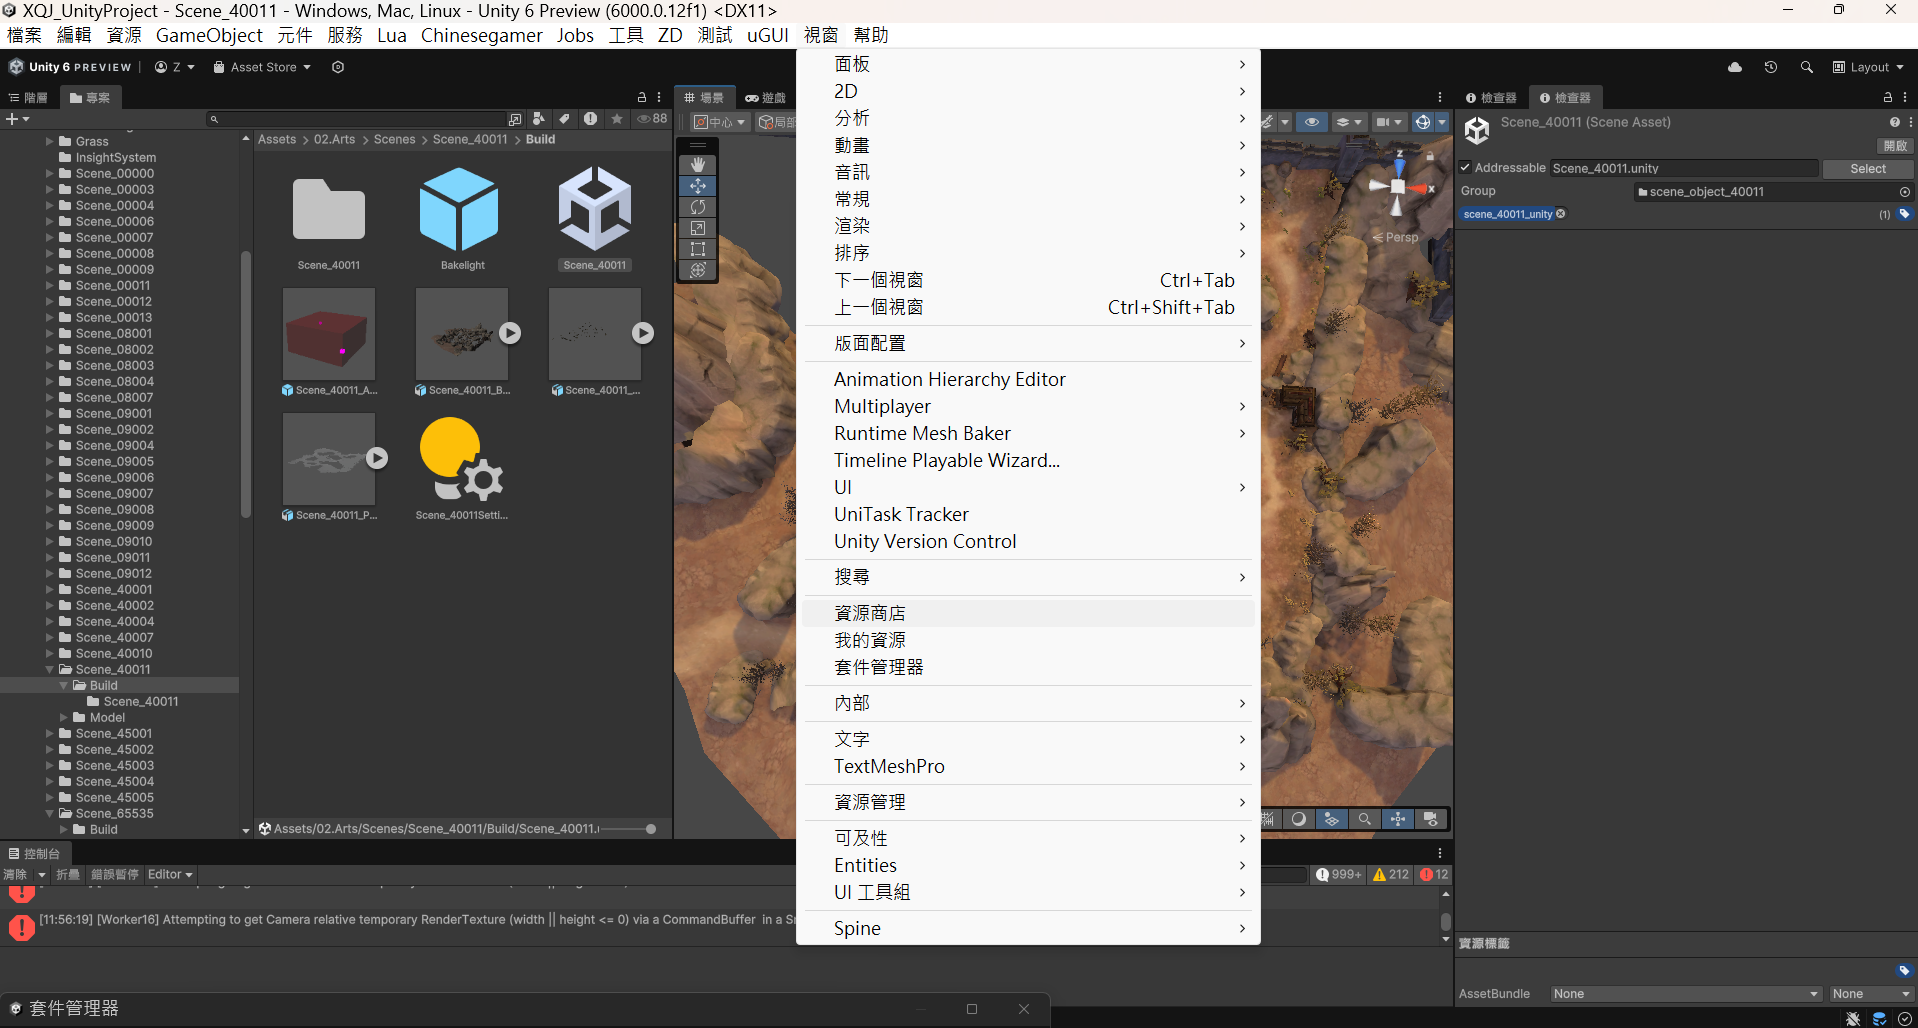 XQJ_UnityProject - Scene_40011 - Windows, Mac, Linux - Unity 6 Preview (6000.0.12f1) <DX11>
檔案 編輯 資源 GameObject 元件 服務 Lua Chinesegamer Jobs 工具 ZD 測試 uGUI 視窗 幫助
Unity 6 PREVIEW Z Asset Store Layout
階層 專案
88
Grass
InsightSystem
Scene_00000
Scene_00003
Scene_00004
Scene_00006
Scene_00007
Scene_00008
Scene_00009
Scene_00011
Scene_00012
Scene_00013
Scene_08001
Scene_08002
Scene_08003
Scene_08004
Scene_08007
Scene_09001
Scene_09002
Scene_09004
Scene_09005
Scene_09006
Scene_09007
Scene_09008
Scene_09009
Scene_09010
Scene_09011
Scene_09012
Scene_40001
Scene_40002
Scene_40004
Scene_40007
Scene_40010
Scene_40011
Build
Scene_40011
Model
Scene_45001
Scene_45002
Scene_45003
Scene_45004
Scene_45005
Scene_65535
Build
Assets > 02.Arts > Scenes > Scene_40011 > Build
Scene_40011 Bakelight Scene_40011
Scene_40011_A... Scene_40011_B... Scene_40011_...
Scene_40011_P... Scene_40011Setti...
Assets/02.Arts/Scenes/Scene_40011/Build/Scene_40011.
場景 遊戲
中心 局部
z
x
Persp
面板
2D
分析
動畫
音訊
常規
渲染
排序
下一個視窗 Ctrl+Tab
上一個視窗 Ctrl+Shift+Tab
版面配置
Animation Hierarchy Editor
Multiplayer
Runtime Mesh Baker
Timeline Playable Wizard...
UI
UniTask Tracker
Unity Version Control
搜尋
資源商店
我的資源
套件管理器
內部
文字
TextMeshPro
資源管理
可及性
Entities
UI 工具組
Spine
檢查器 檢查器
Scene_40011 (Scene Asset)
開啟
Addressable Scene_40011.unity Select
Group scene_object_40011
scene_40011_unity (1)
資源標籤
AssetBundle None None
控制台
清除 折疊 錯誤暫停 Editor 999+ 212 12
[11:56:19] [Worker16] Attempting to get Camera relative temporary RenderTexture (width || height <= 0) via a CommandBuffer in a
套件管理器